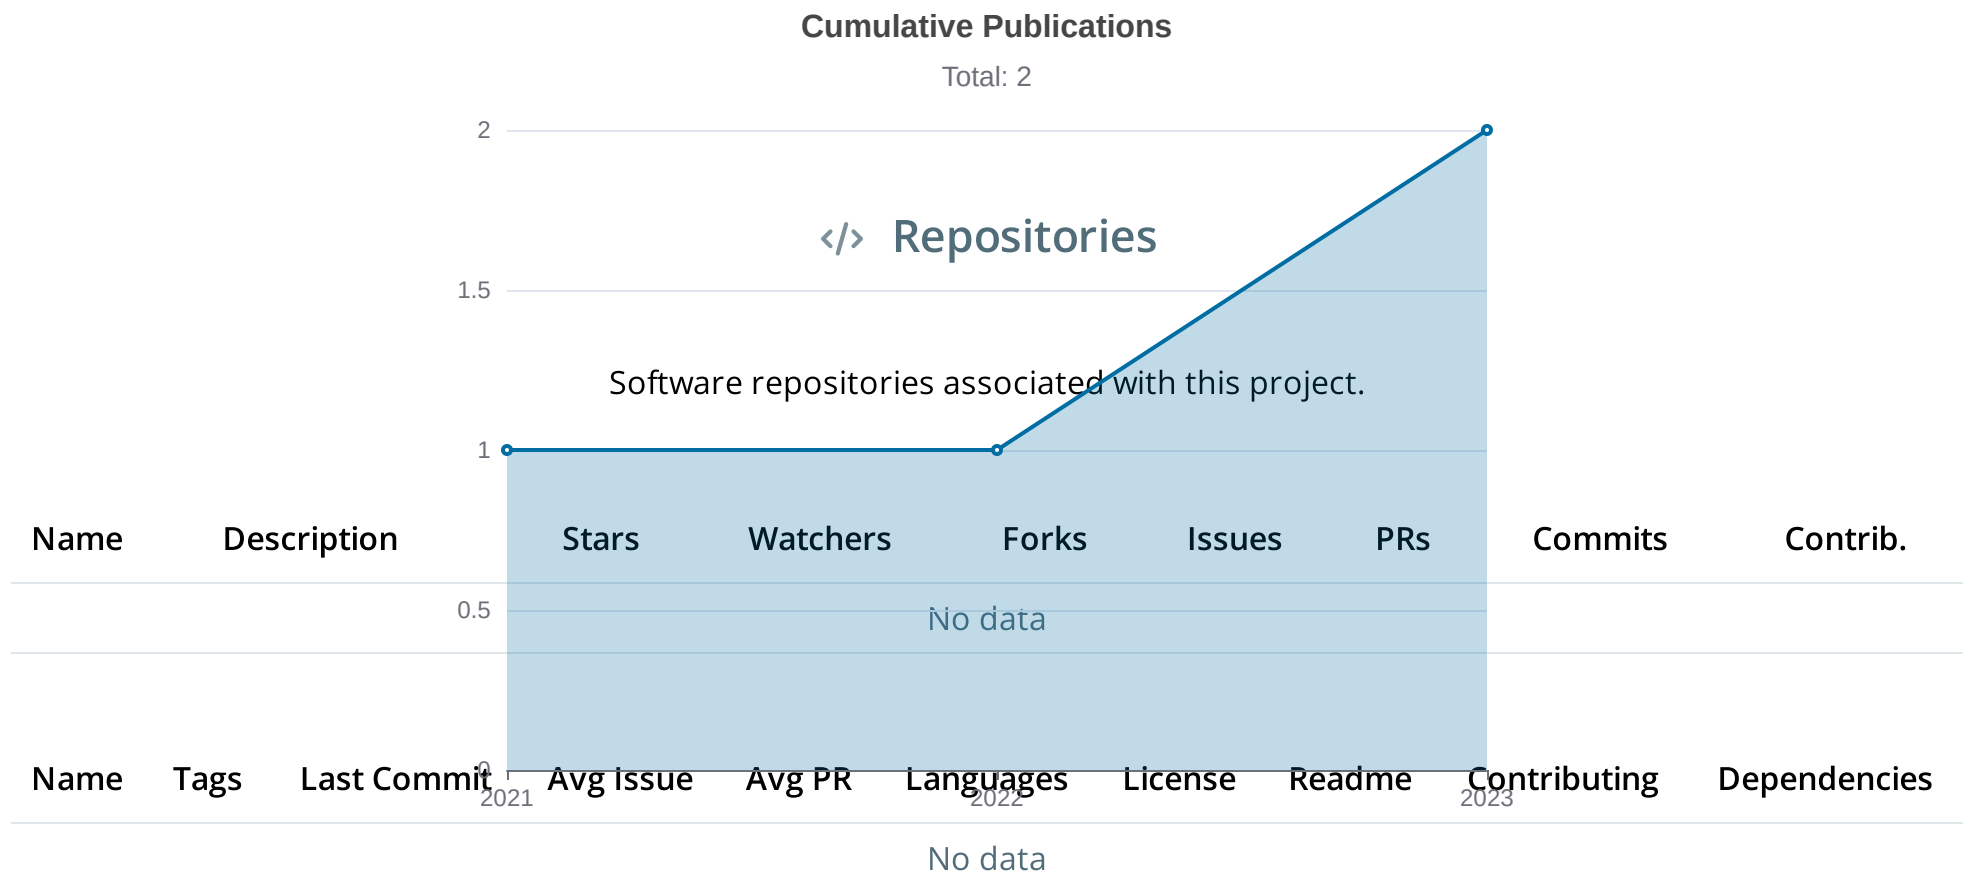 Cumulative Publications
Total: 2
2
</> Repositories
1.5
Software repositories associated with this project.
1
Name Description Stars Watchers Forks Issues PRs Commits Contrib.
0.5
No data
0
Name Tags Last Commit Avg Issue Avg PR Languages License Readme Contributing Dependencies
2021 2022 2023
No data